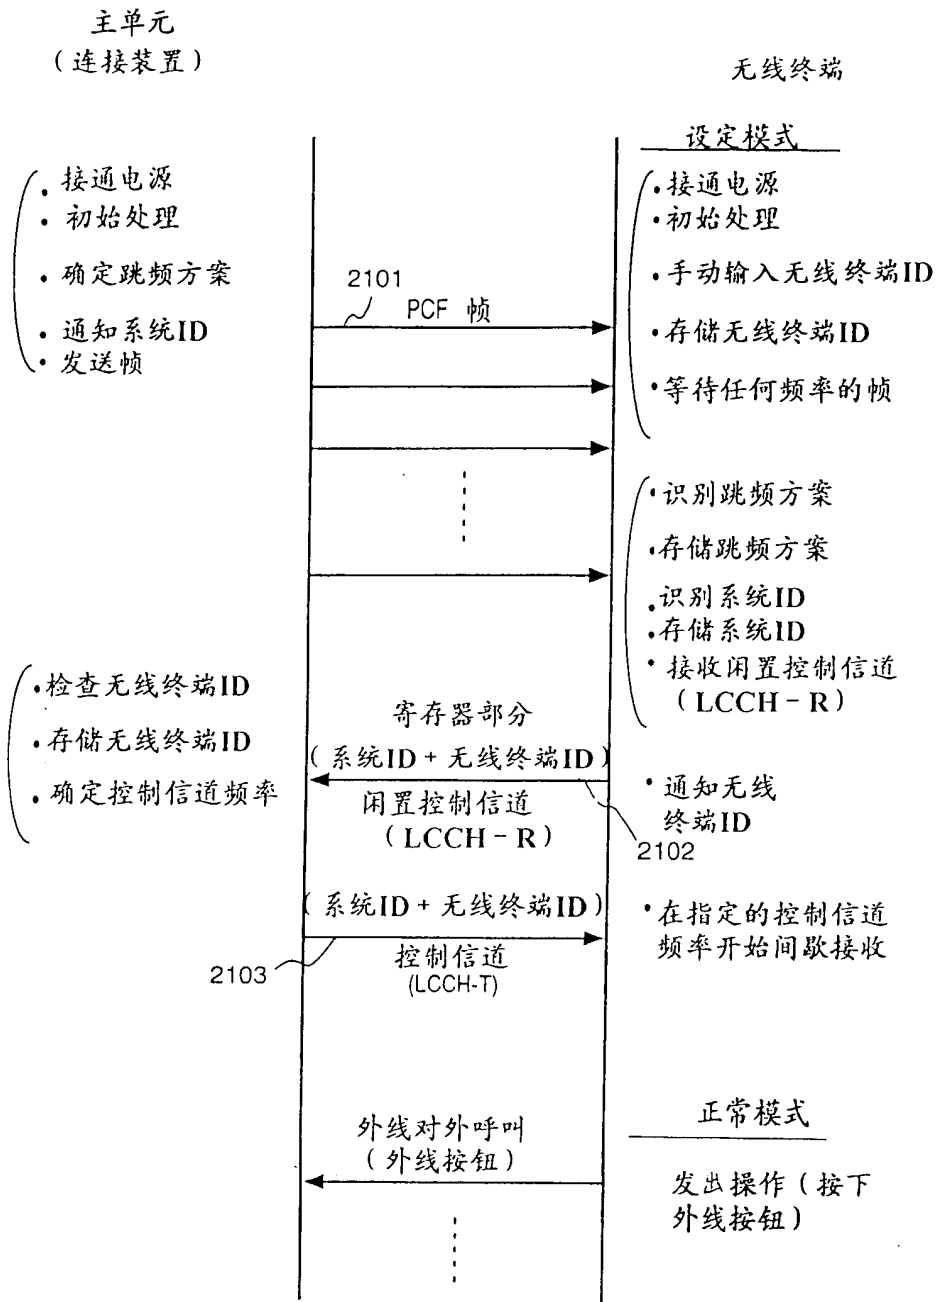 主单元
（连接装置）
无线终端
设定模式
· 接通电源
· 初始处理
· 确定跳频方案
· 通知系统ID
· 发送帧
· 接通电源
· 初始处理
· 手动输入无线终端ID
· 存储无线终端ID
· 等待任何频率的帧
2101
PCF 帧
· 识别跳频方案
· 存储跳频方案
· 识别系统ID
· 存储系统ID
· 接收闲置控制信道
（LCCH－R）
· 检查无线终端ID
· 存储无线终端ID
· 确定控制信道频率
寄存器部分
（系统ID＋无线终端ID）
闲置控制信道
（LCCH－R）
· 通知无线
终端ID
2102
（系统ID＋无线终端ID）
2103
控制信道
(LCCH-T)
· 在指定的控制信道
频率开始间歇接收
正常模式
外线对外呼叫
（外线按钮）
发出操作（按下
外线按钮）